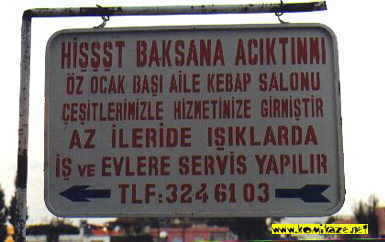 HİŞŞŞT BAKSANA ACIKTINMI
ÖZ OCAK BAŞI AİLE KEBAP SALONU
ÇEŞİTLERİMİZLE HİZMETİNİZE GİRMİŞTİR
AZ İLERİDE IŞIKLARDA
İŞ VE EVLERE SERVİS YAPILIR
TLF:324 61 03
www.komikaze.net